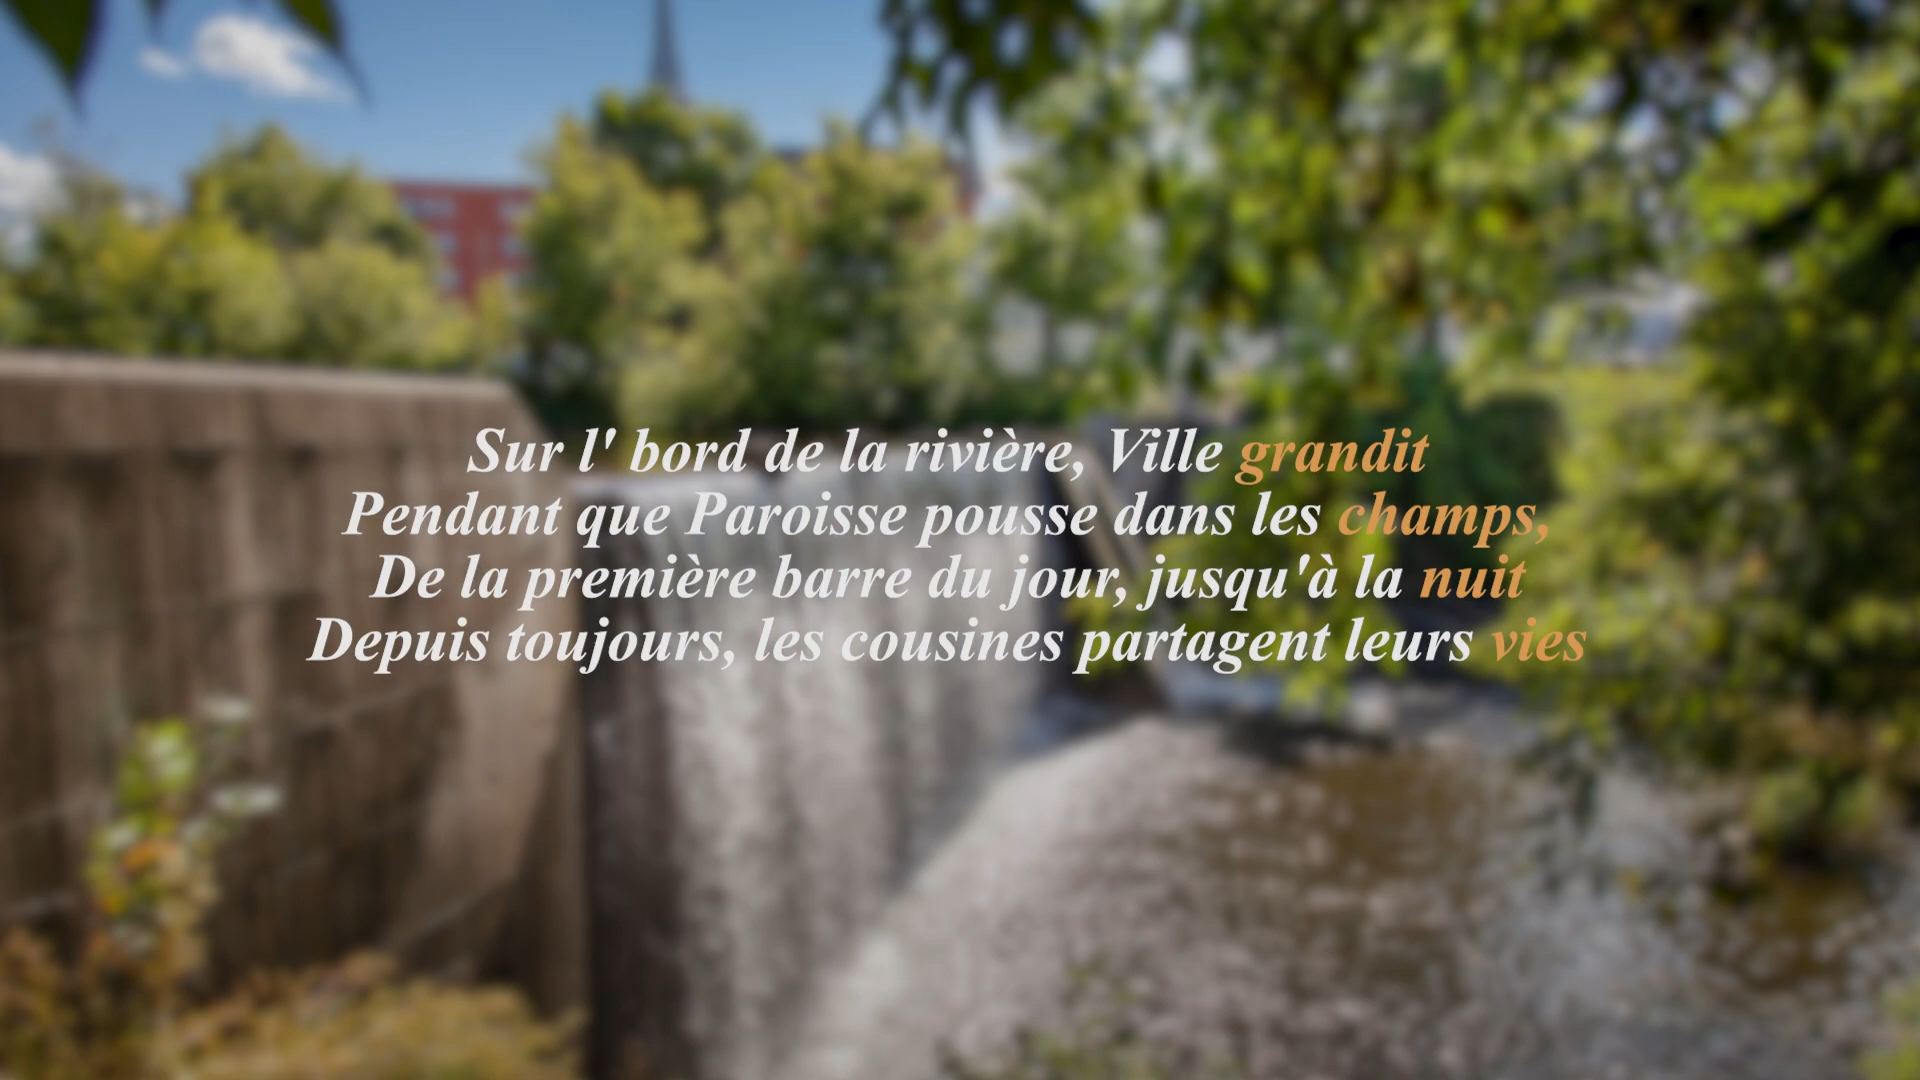 Sur l' bord de la rivière, Ville grandit
Pendant que Paroisse pousse dans les champs,
De la première barre du jour, jusqu'à la nuit
Depuis toujours, les cousines partagent leurs vies